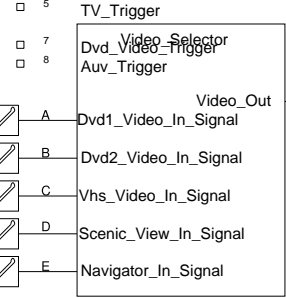 5 TV_Trigger
Video_Selector
7 Dvd_Video_Trigger
8 Auv_Trigger
Video_Out
A Dvd1_Video_In_Signal
B Dvd2_Video_In_Signal
C Vhs_Video_In_Signal
D Scenic_View_In_Signal
E Navigator_In_Signal